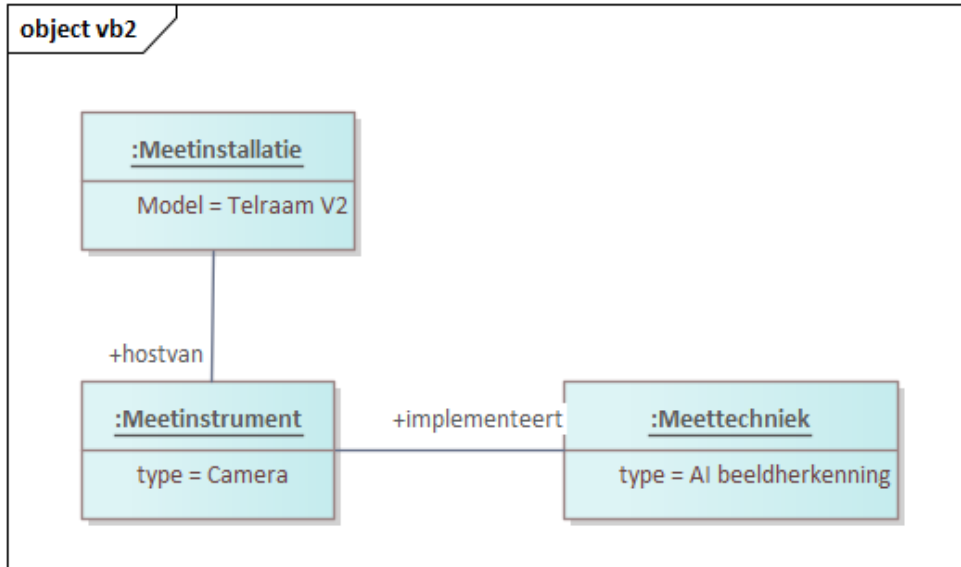 object vb2
:Meetinstallatie
Model = Telraam V2
+hostvan
:Meetinstrument
type = Camera
+implementeert
:Meettechniek
type = AI beeldherkenning